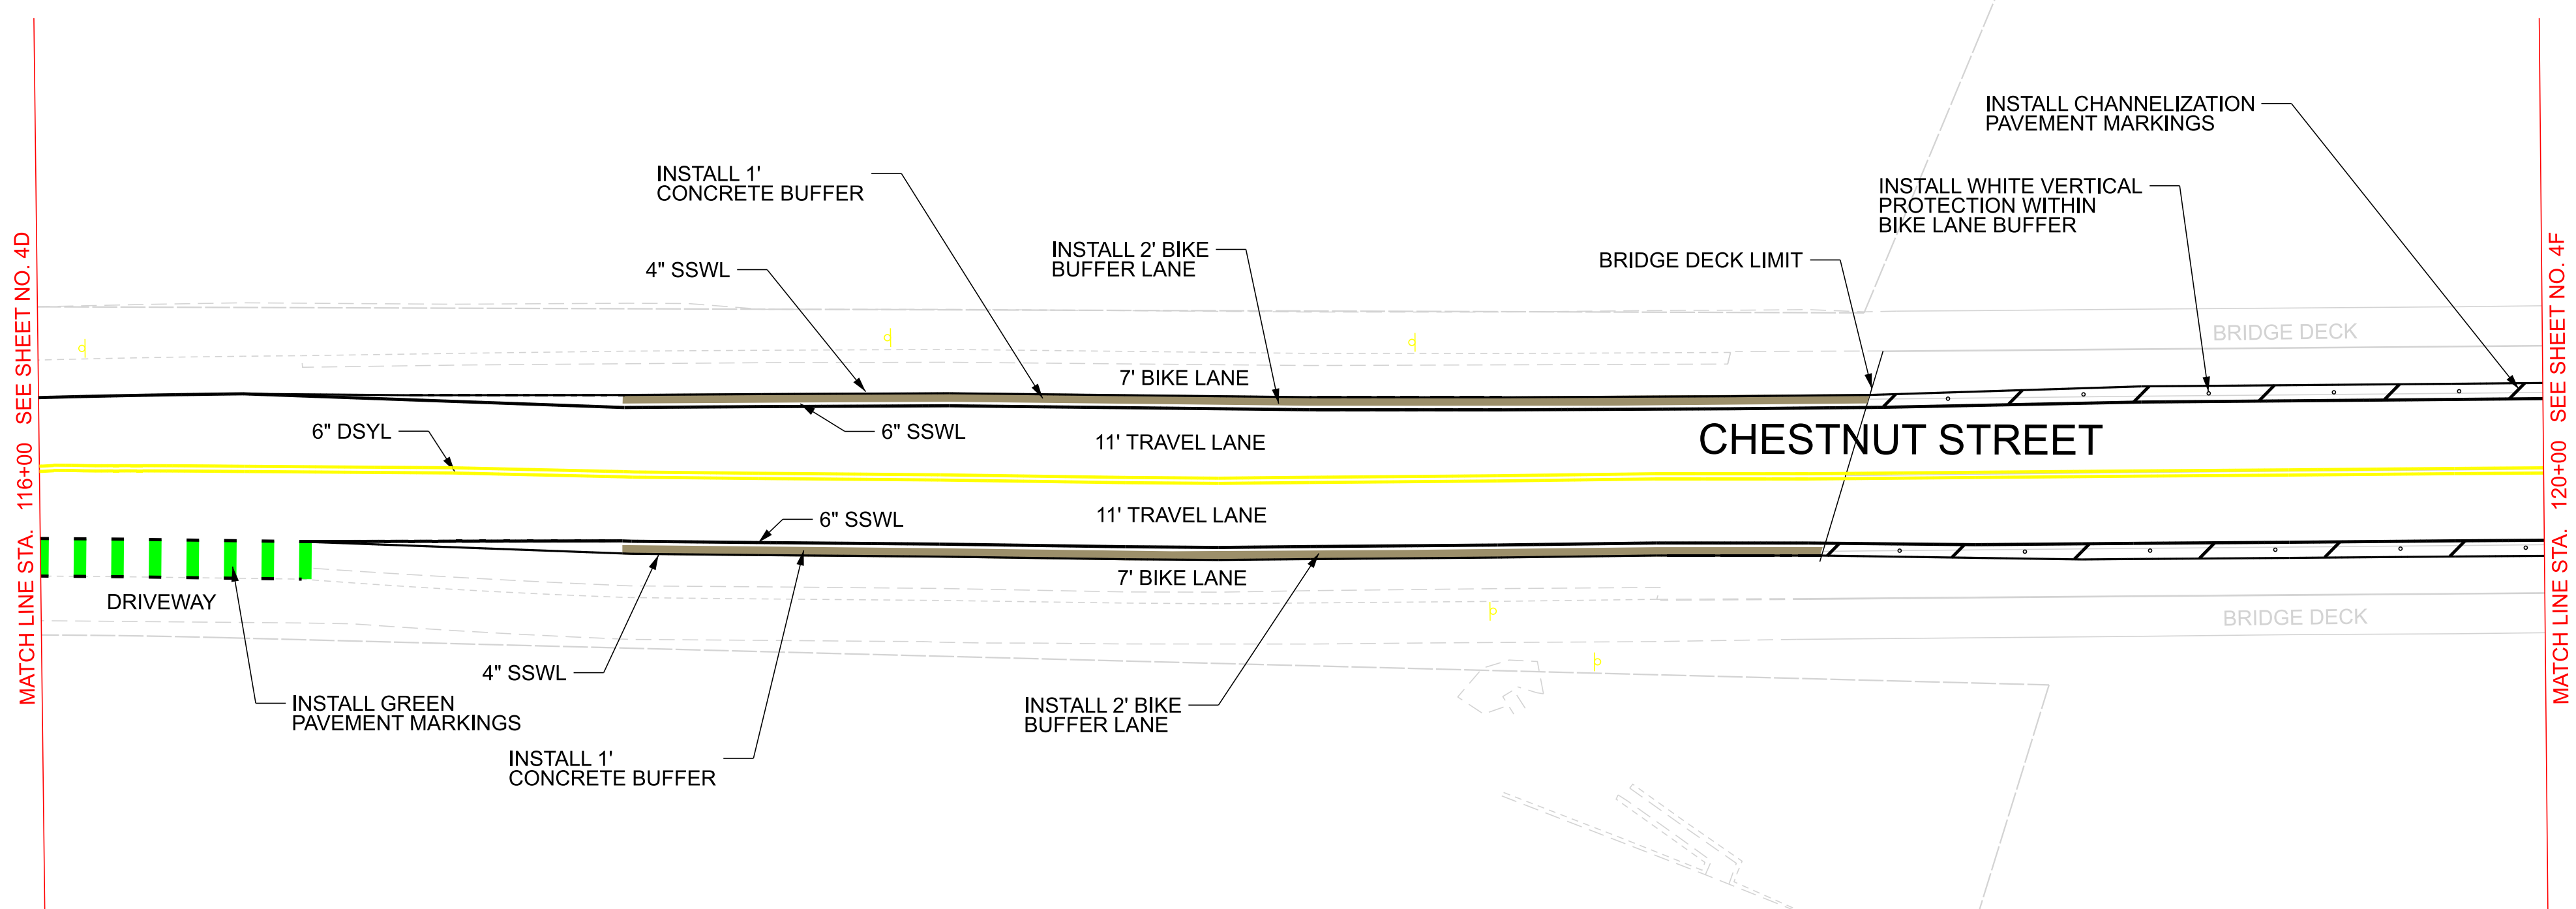 INSTALL CHANNELIZATION
PAVEMENT MARKINGS
INSTALL 1'
CONCRETE BUFFER
INSTALL WHITE VERTICAL
PROTECTION WITHIN
BIKE LANE BUFFER
INSTALL 2' BIKE
BUFFER LANE
4" SSWL
BRIDGE DECK LIMIT
BRIDGE DECK
7' BIKE LANE
6" DSYL
6" SSWL
11' TRAVEL LANE
CHESTNUT STREET
MATCH LINE STA. 116+00 SEE SHEET NO. 4D
MATCH LINE STA. 120+00 SEE SHEET NO. 4F
6" SSWL
11' TRAVEL LANE
7' BIKE LANE
DRIVEWAY
BRIDGE DECK
4" SSWL
INSTALL GREEN
PAVEMENT MARKINGS
INSTALL 2' BIKE
BUFFER LANE
INSTALL 1'
CONCRETE BUFFER